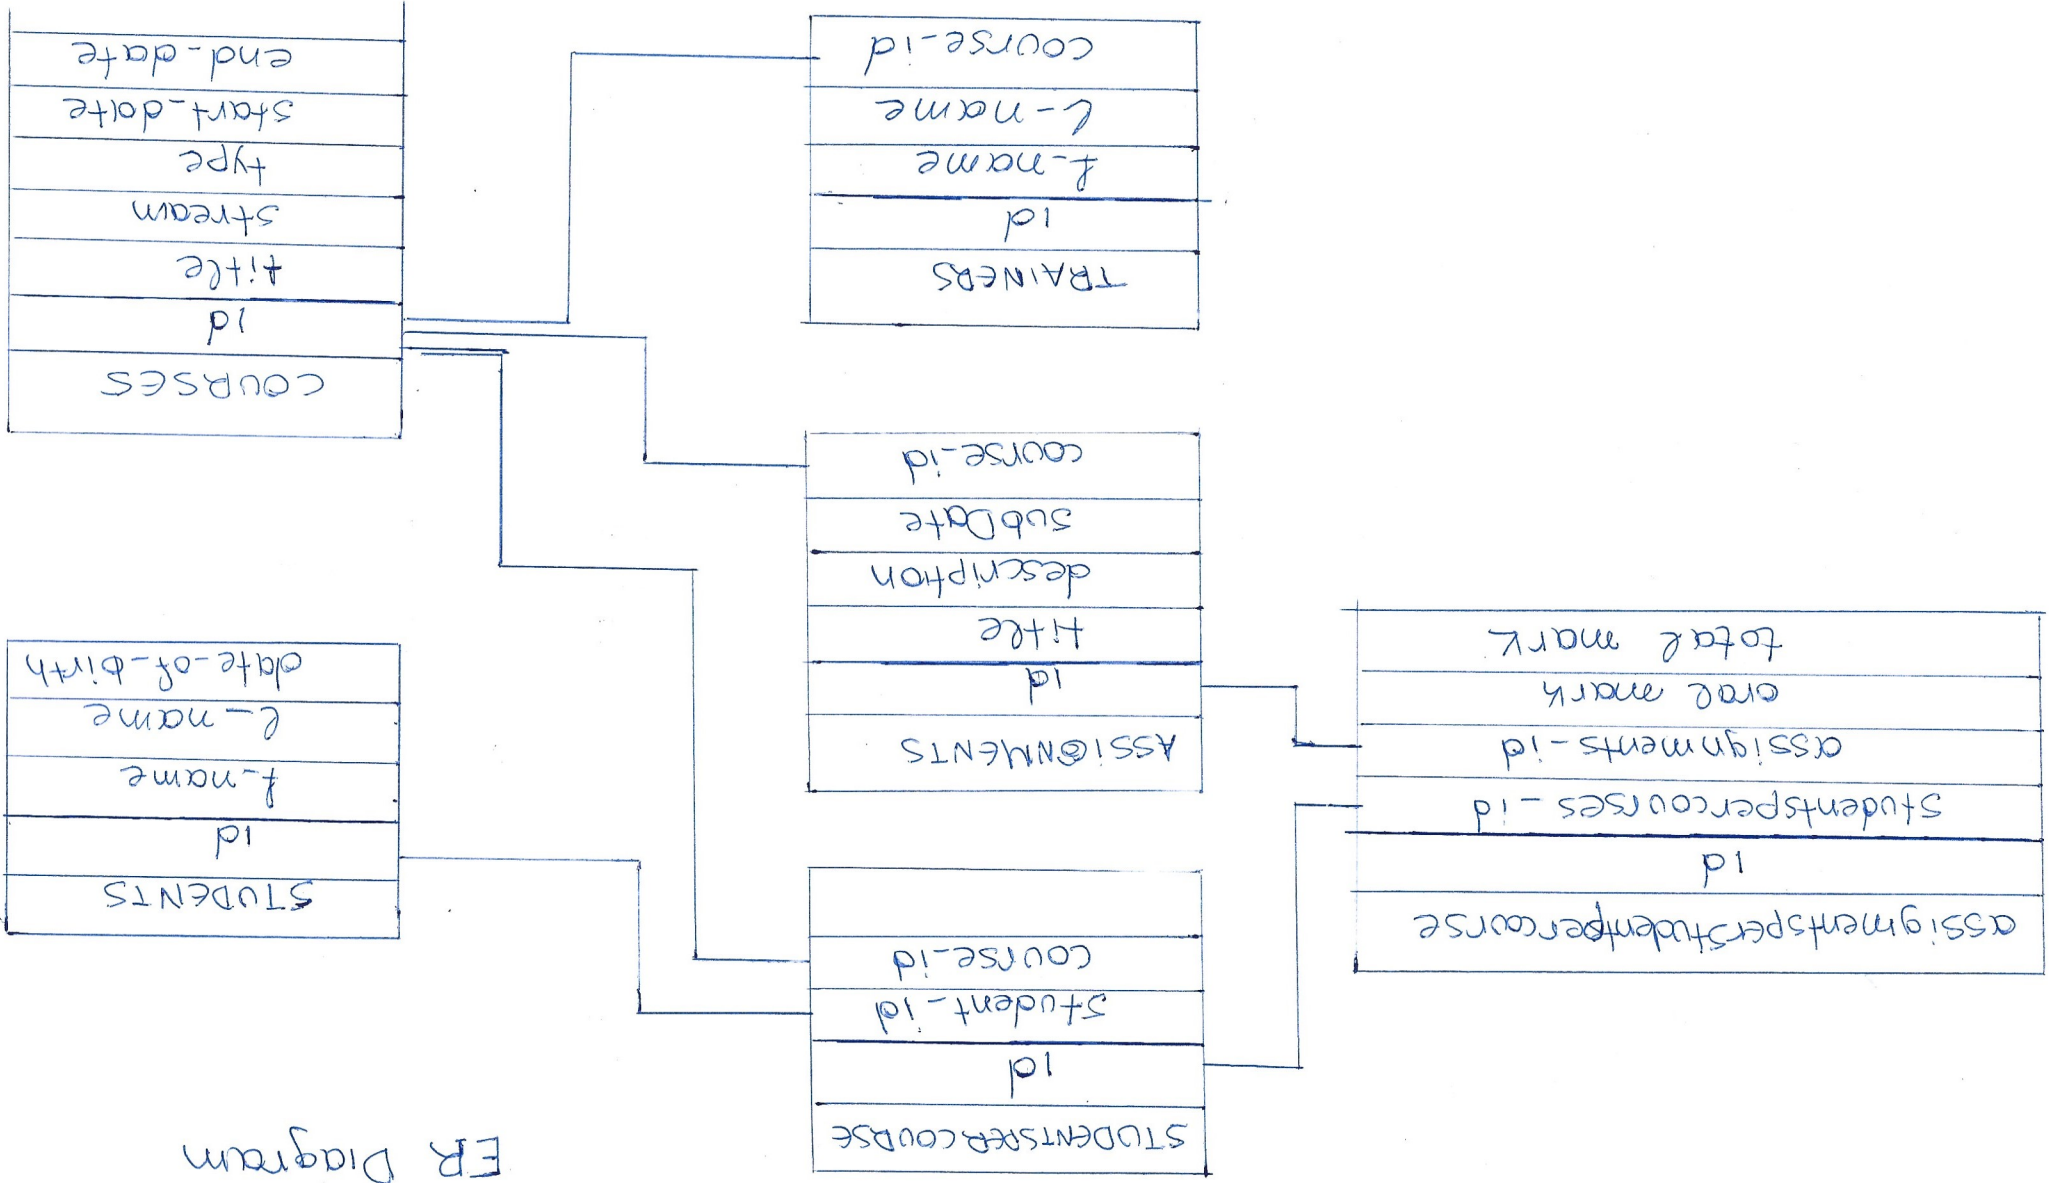 ER Diagram
STUDENTSPERCOURSE
id
student_id
course_id
assigmentsperStudentpercourse
id
Studentspercourses_id
assignments_id
oral mark
total mark
STUDENTS
id
f_name
l_name
date_of_birth
ASSIGNMENTS
id
title
description
subDate
course_id
COURSES
id
title
stream
type
start_date
end_date
TRAINERS
id
f_name
l_name
course_id